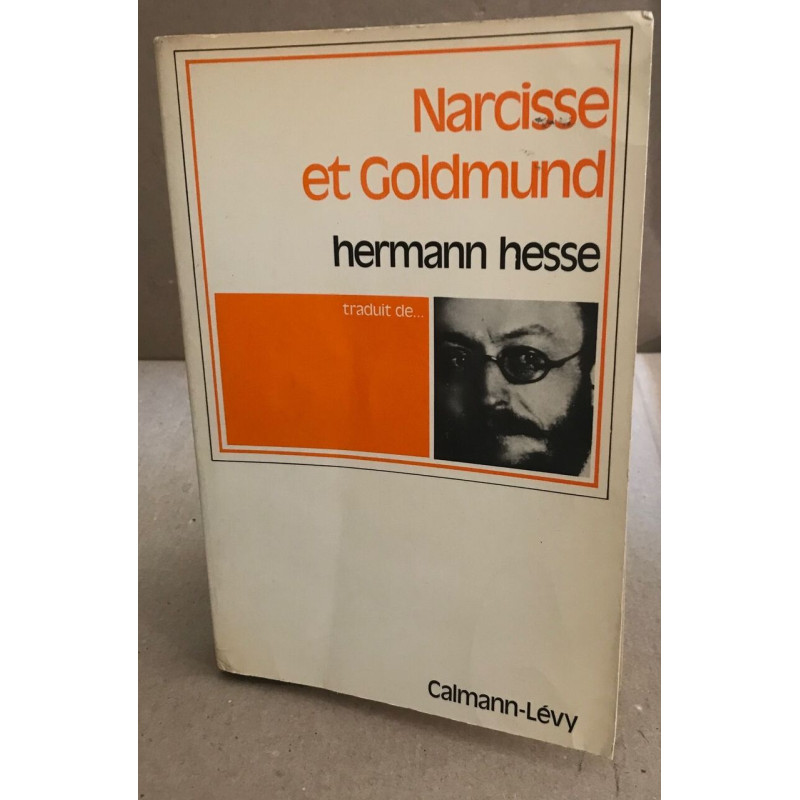 Narcisse
et Goldmund
hermann hesse
traduit de...
Calmann-Lévy